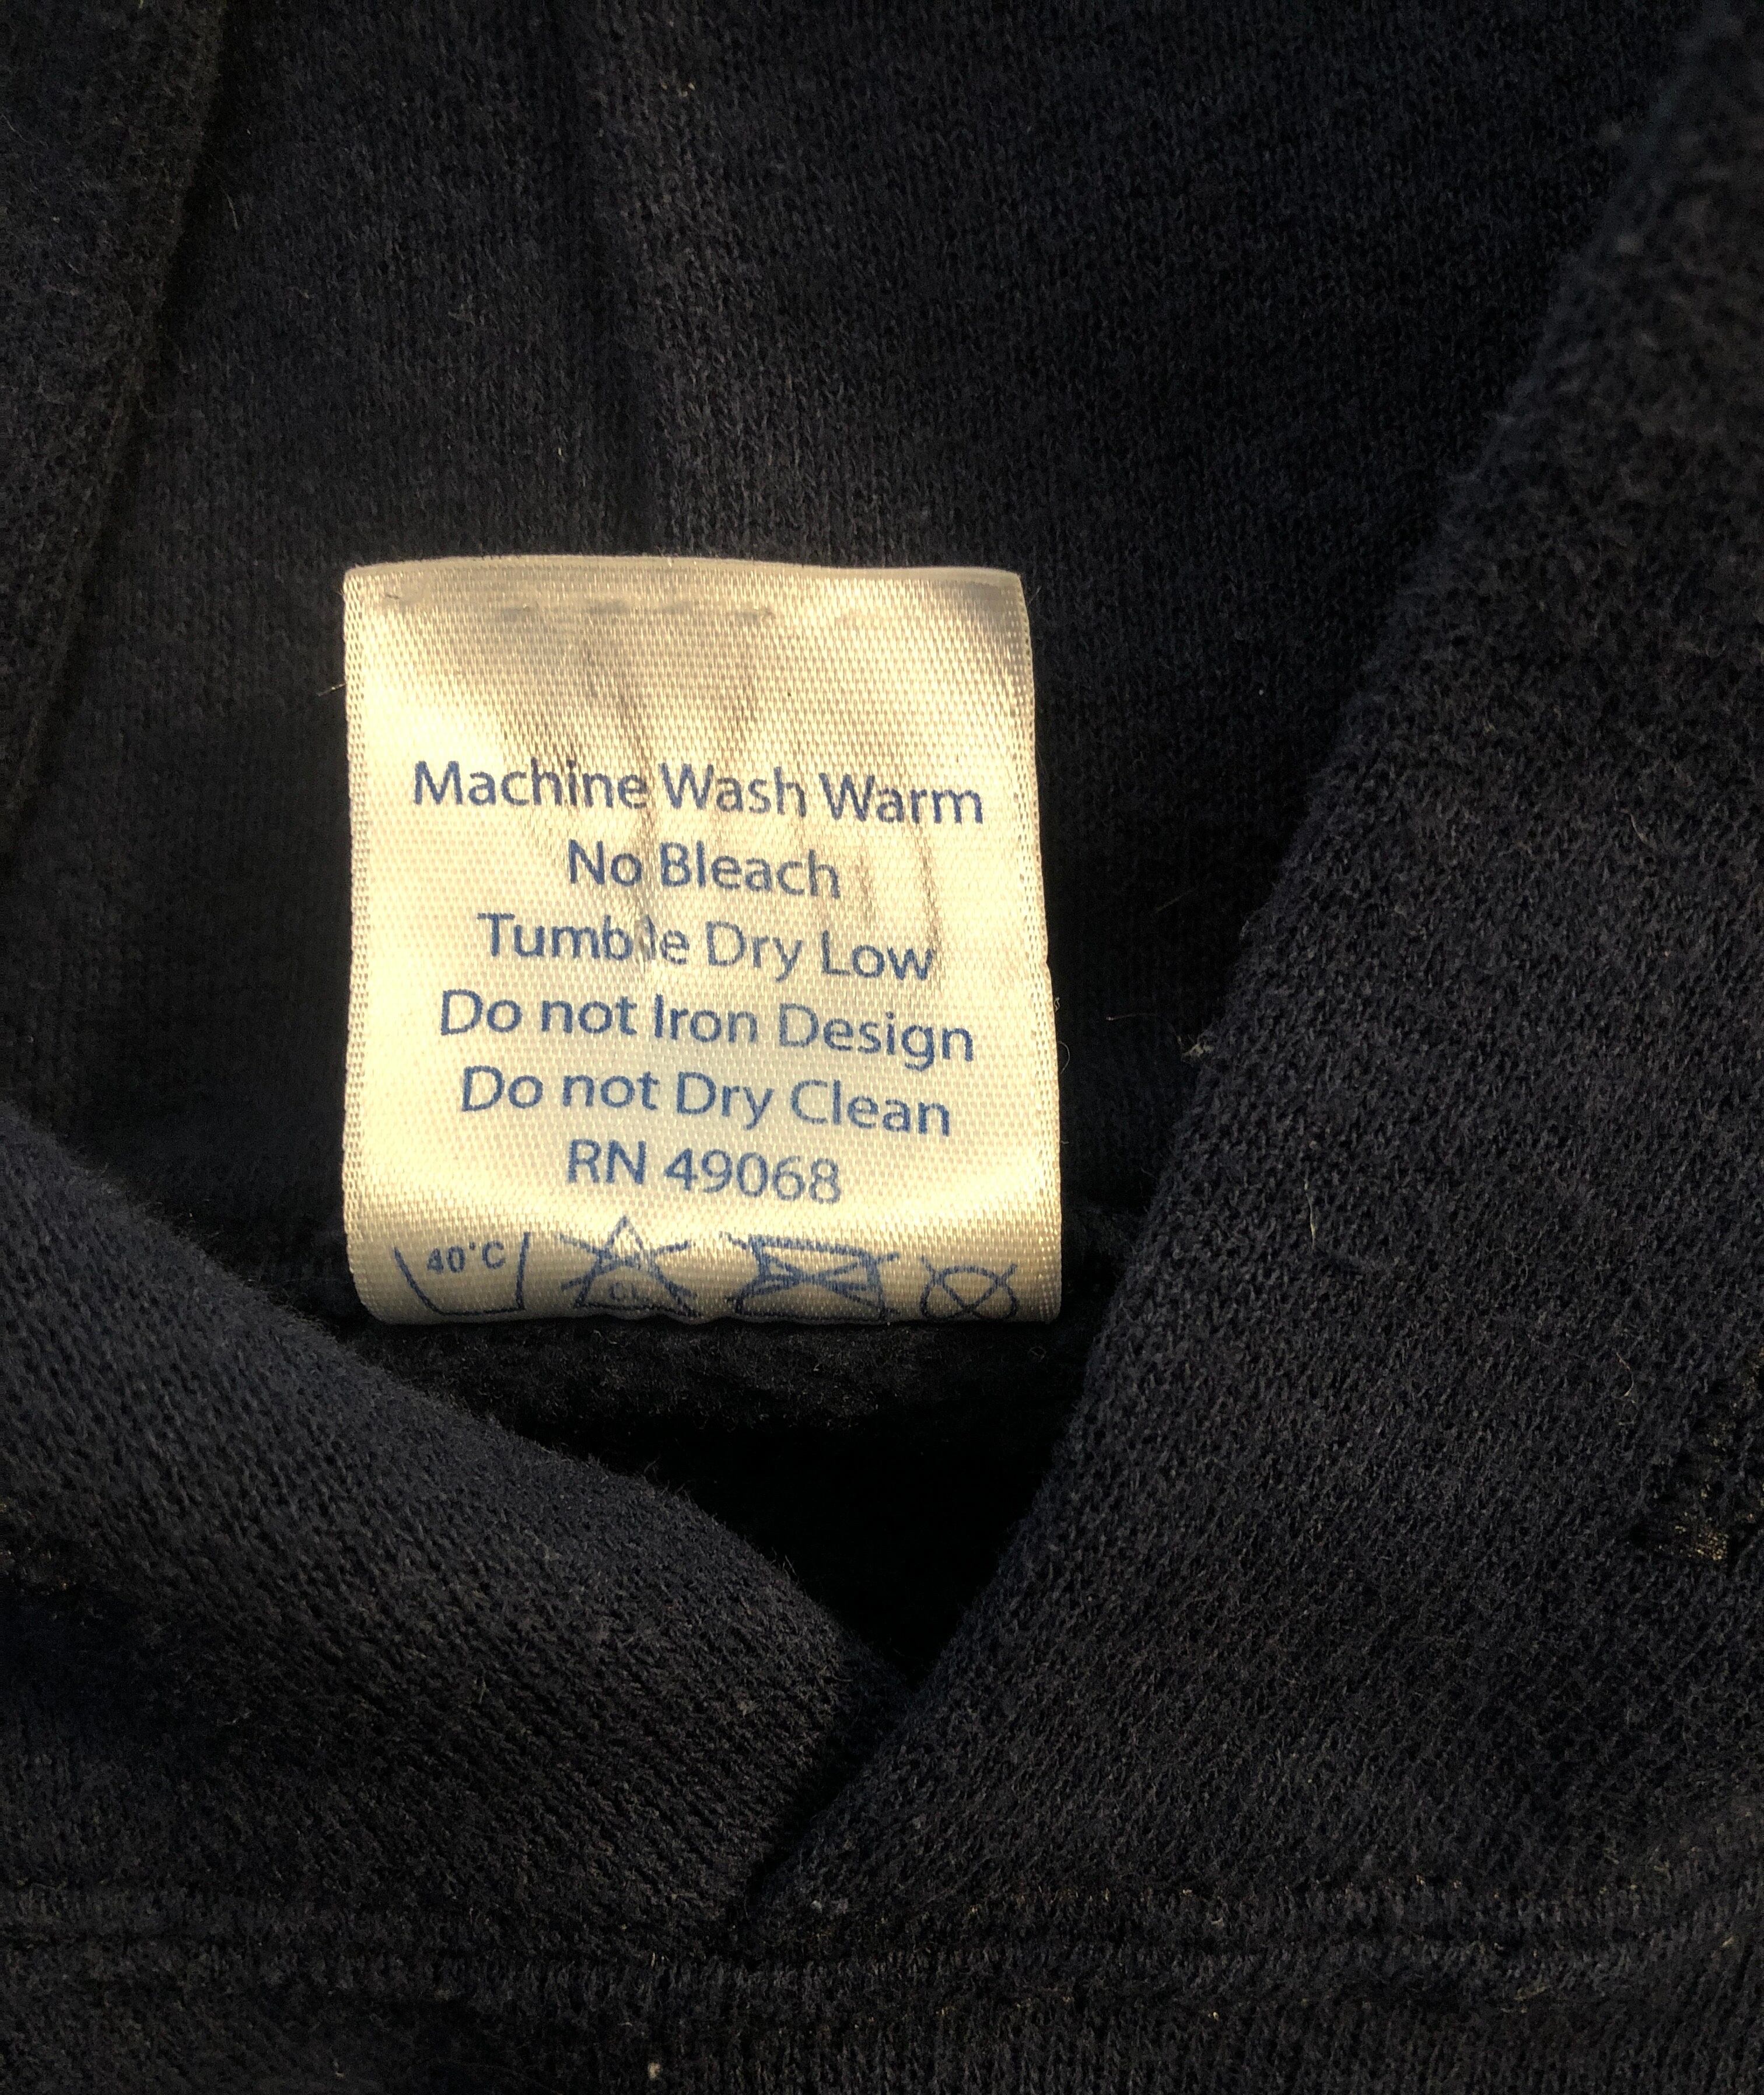 Machine Wash Warm
No Bleach
Tumble Dry Low
Do not Iron Design
Do not Dry Clean
RN 49068
40°C CL